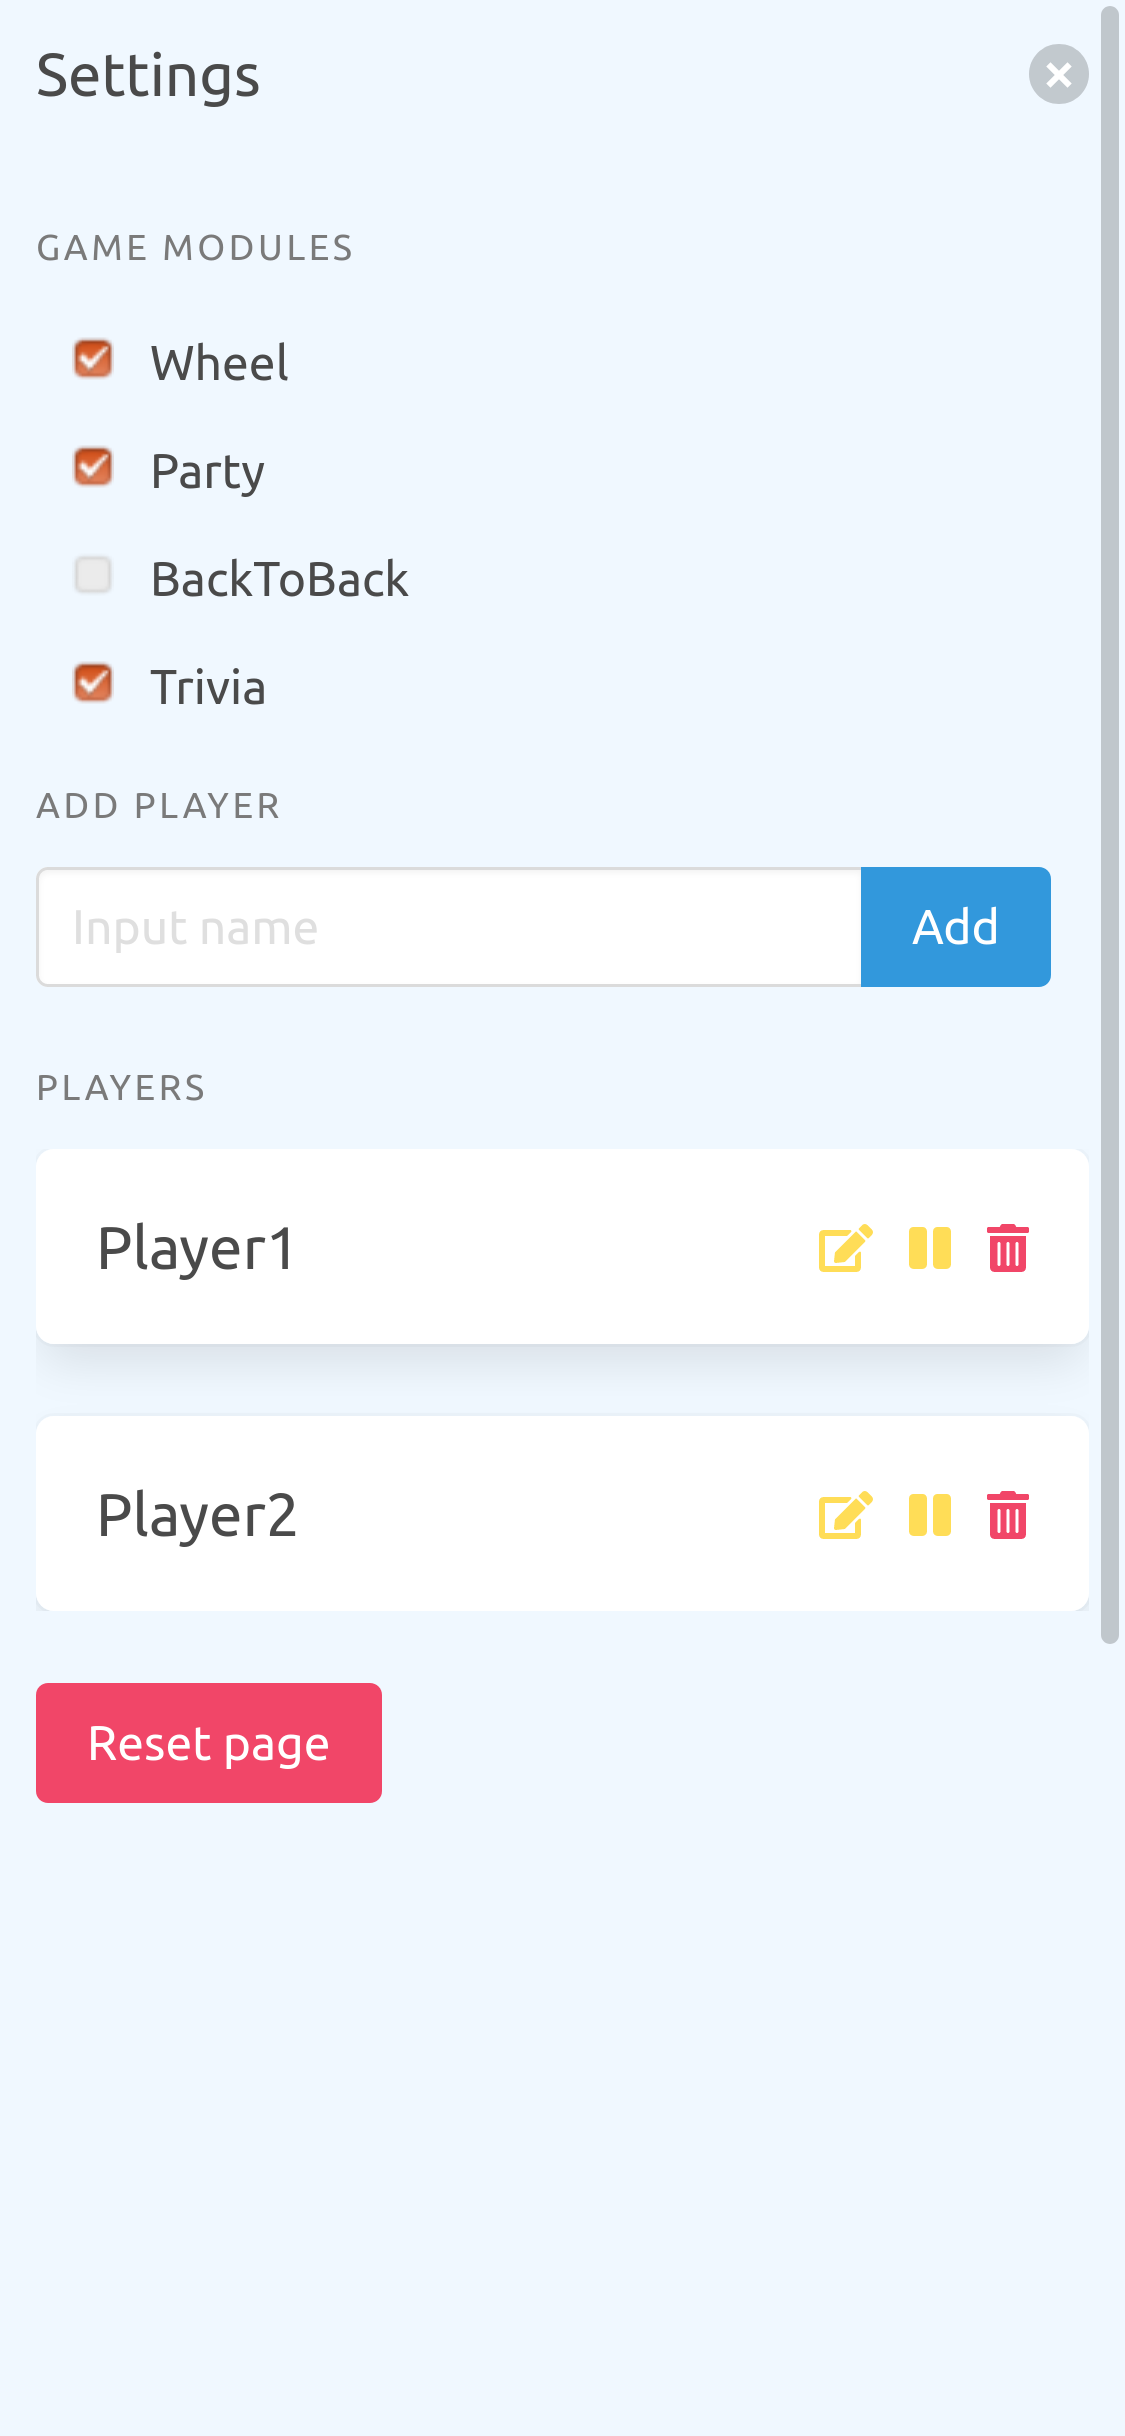 Settings
GAME MODULES
Wheel
Party
BackToBack
Trivia
ADD PLAYER
Input name
Add
PLAYERS
Player1
Player2
Reset page